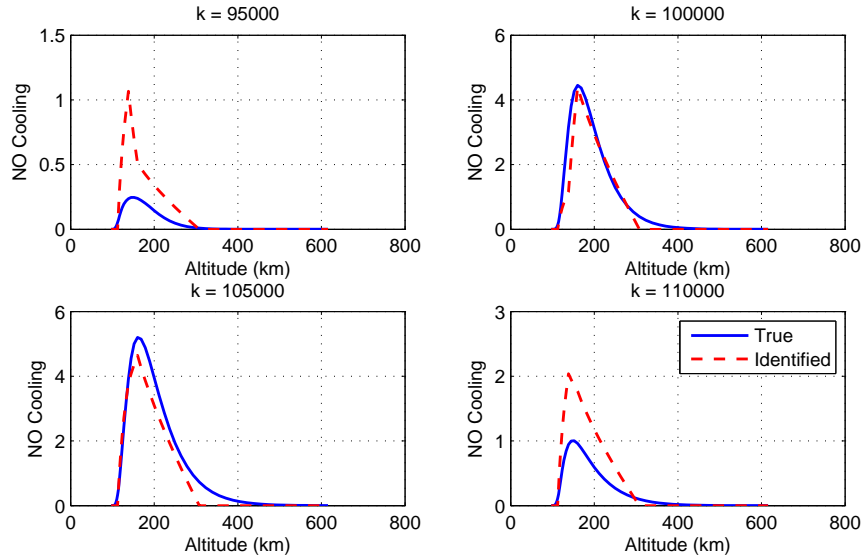 k = 95000
1.5
1
0.5
0
NO Cooling
0 200 400 600 800
Altitude (km)
k = 100000
6
4
2
0
NO Cooling
0 200 400 600 800
Altitude (km)
k = 105000
6
4
2
0
NO Cooling
0 200 400 600 800
Altitude (km)
k = 110000
3
2
1
0
NO Cooling
True
Identified
0 200 400 600 800
Altitude (km)